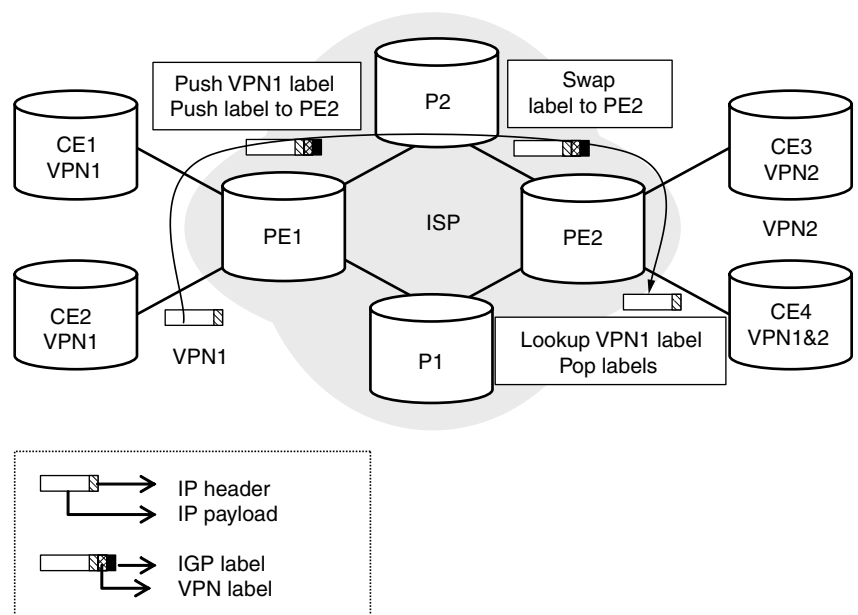 Push VPN1 label
Push label to PE2
P2
Swap
label to PE2
CE1
VPN1
CE3
VPN2
PE1
ISP
PE2
VPN2
CE2
VPN1
VPN1
P1
Lookup VPN1 label
Pop labels
CE4
VPN1&2
IP header
IP payload
IGP label
VPN label